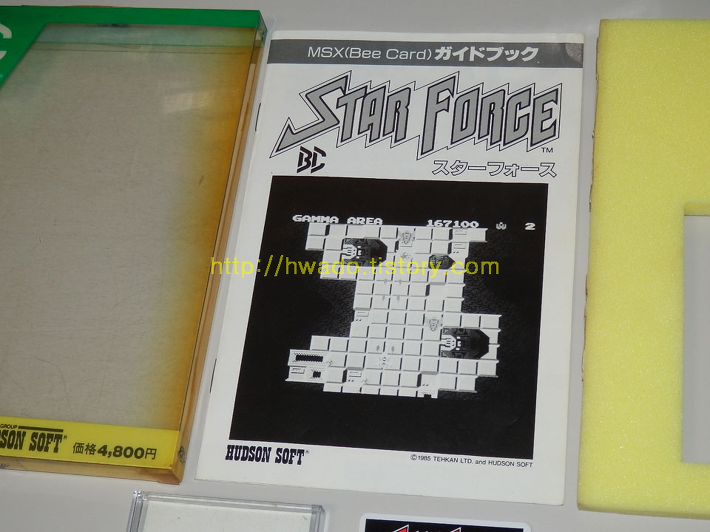 C
MSX(Bee Card)ガイドブック
STAR FORCE
TM
BC
スターフォース
GAMMA AREA 167100 2
http://hwado.tistory.com
HUDSON SOFT®
©1985 TEHKAN LTD. and HUDSON SOFT
GROUP
DSON SOFT®
価格4,800円